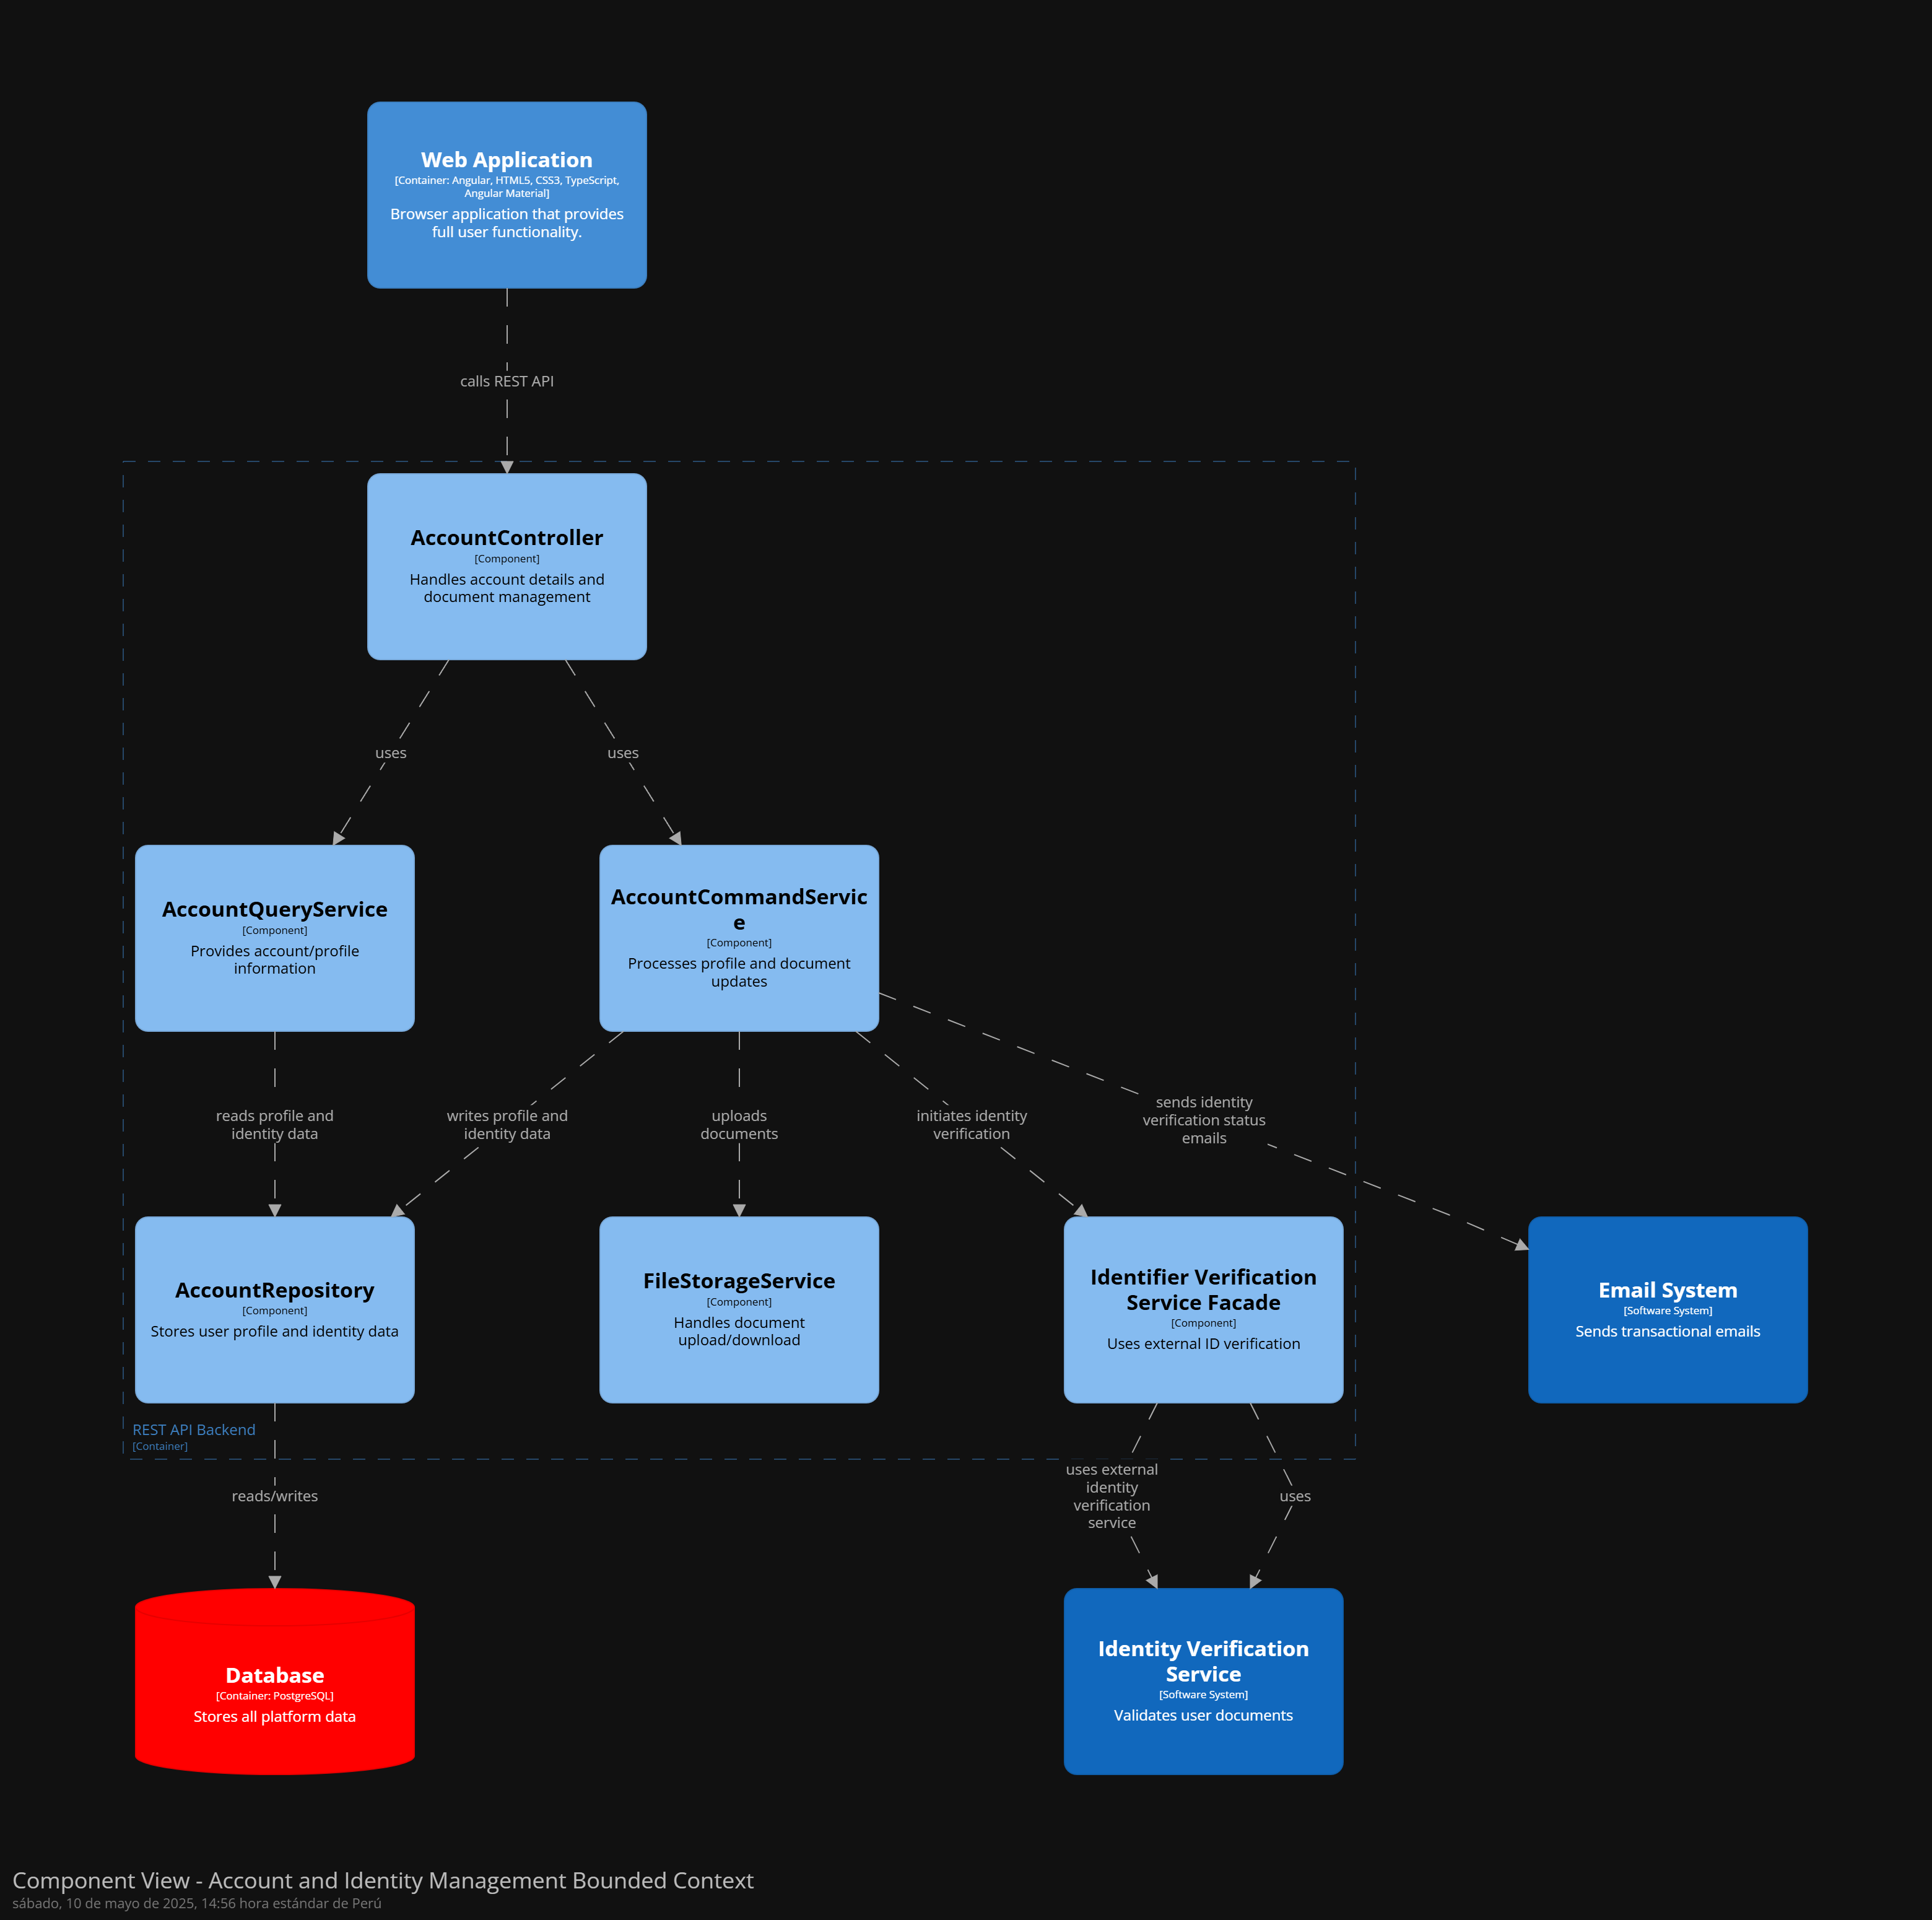 Web Application
[Container: Angular, HTML5, CSS3, TypeScript,
Angular Material]
Browser application that provides
full user functionality.
calls REST API
AccountController
[Component]
Handles account details and
document management
uses
uses
AccountQueryService
[Component]
Provides account/profile
information
AccountCommandServic
e
[Component]
Processes profile and document
updates
reads profile and
identity data
writes profile and
identity data
uploads
documents
initiates identity
verification
sends identity
verification status
emails
AccountRepository
[Component]
Stores user profile and identity data
FileStorageService
[Component]
Handles document
upload/download
Identifier Verification
Service Facade
[Component]
Uses external ID verification
Email System
[Software System]
Sends transactional emails
REST API Backend
[Container]
reads/writes
uses external
identity
verification
service
uses
Database
[Container: PostgreSQL]
Stores all platform data
Identity Verification
Service
[Software System]
Validates user documents
Component View - Account and Identity Management Bounded Context
sábado, 10 de mayo de 2025, 14:56 hora estándar de Perú